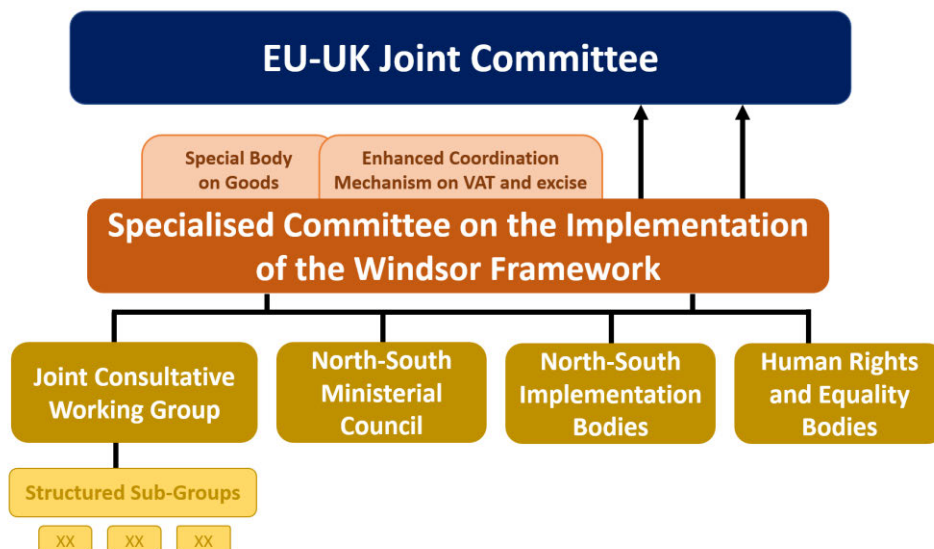 EU-UK Joint Committee
Special Body
on Goods
Enhanced Coordination
Mechanism on VAT and excise
Specialised Committee on the Implementation
of the Windsor Framework
Joint Consultative
Working Group
North-South
Ministerial
Council
North-South
Implementation
Bodies
Human Rights
and Equality
Bodies
Structured Sub-Groups
XX
XX
XX